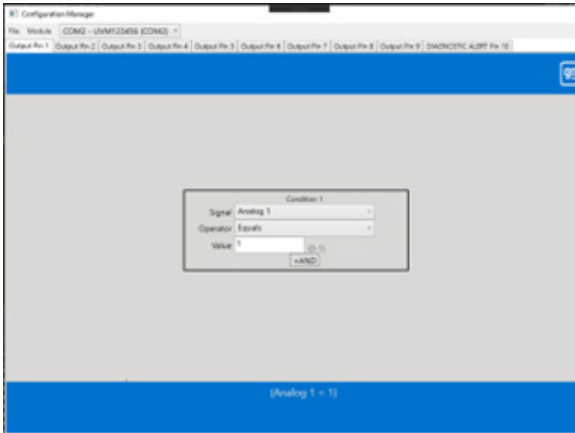 Configuration Manager
File Module COM2 - UVM123456 (COM2)
Output Pin 1 Output Pin 2 Output Pin 3 Output Pin 4 Output Pin 5 Output Pin 6 Output Pin 7 Output Pin 8 Output Pin 9 DIAGNOSTIC ALERT Pin 10
Condition 1
Signal Analog 1
Operator Equals
Value 1
+AND
(Analog 1 = 1)